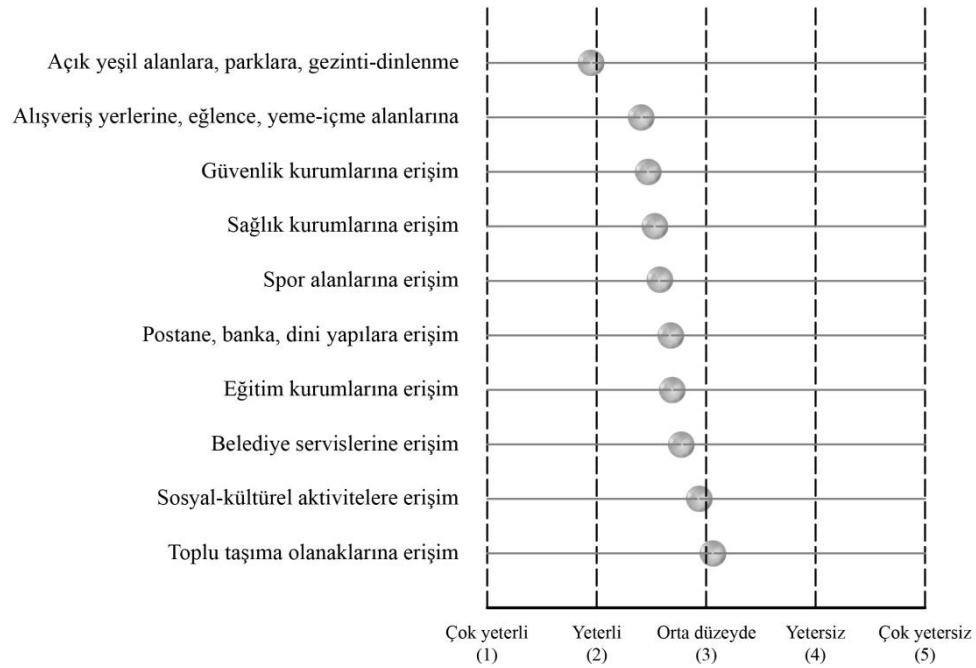 Açık yeşil alanlara, parklara, gezinti-dinlenme
Alışveriş yerlerine, eğlence, yeme-içme alanlarına
Güvenlik kurumlarına erişim
Sağlık kurumlarına erişim
Spor alanlarına erişim
Postane, banka, dini yapılara erişim
Eğitim kurumlarına erişim
Belediye servislerine erişim
Sosyal-kültürel aktivitelere erişim
Toplu taşıma olanaklarına erişim
Çok yeterli Yeterli Orta düzeyde Yetersiz Çok yetersiz
(1) (2) (3) (4) (5)